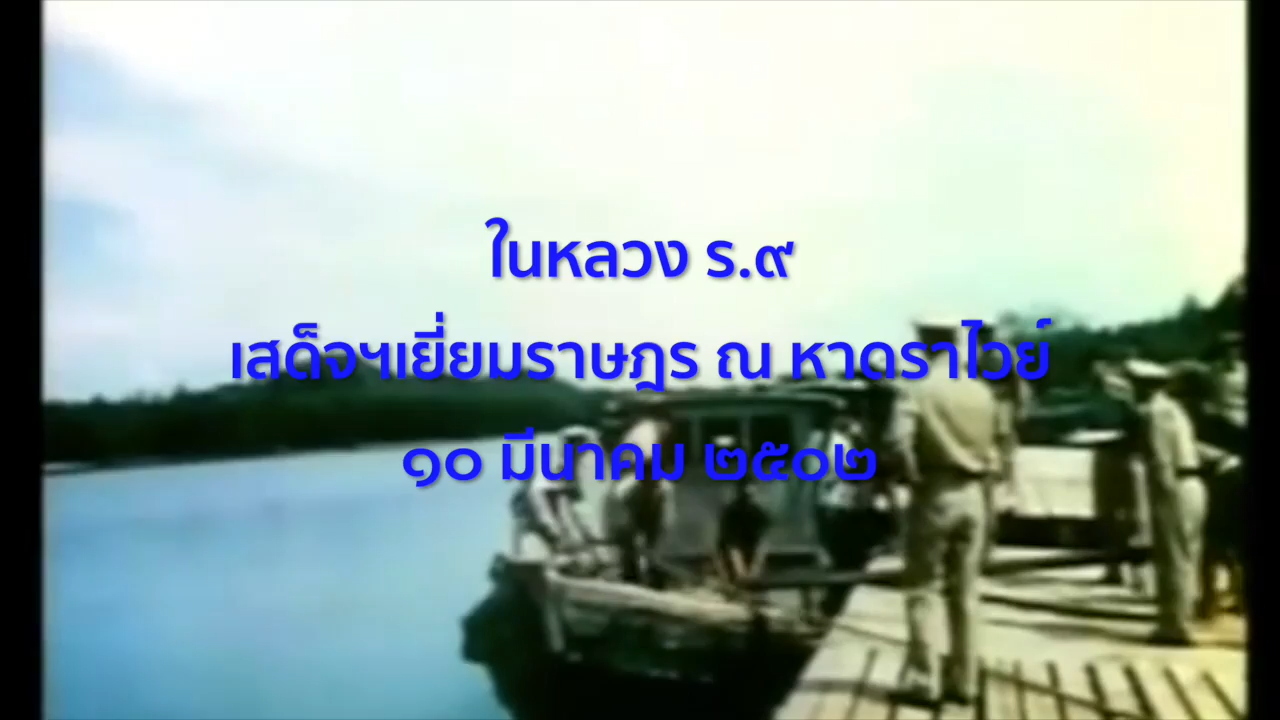 ในหลวง ร.๙
เสด็จฯเยี่ยมราษฎร ณ หาดราไวย์
๑๐ มีนาคม ๒๕๐๒